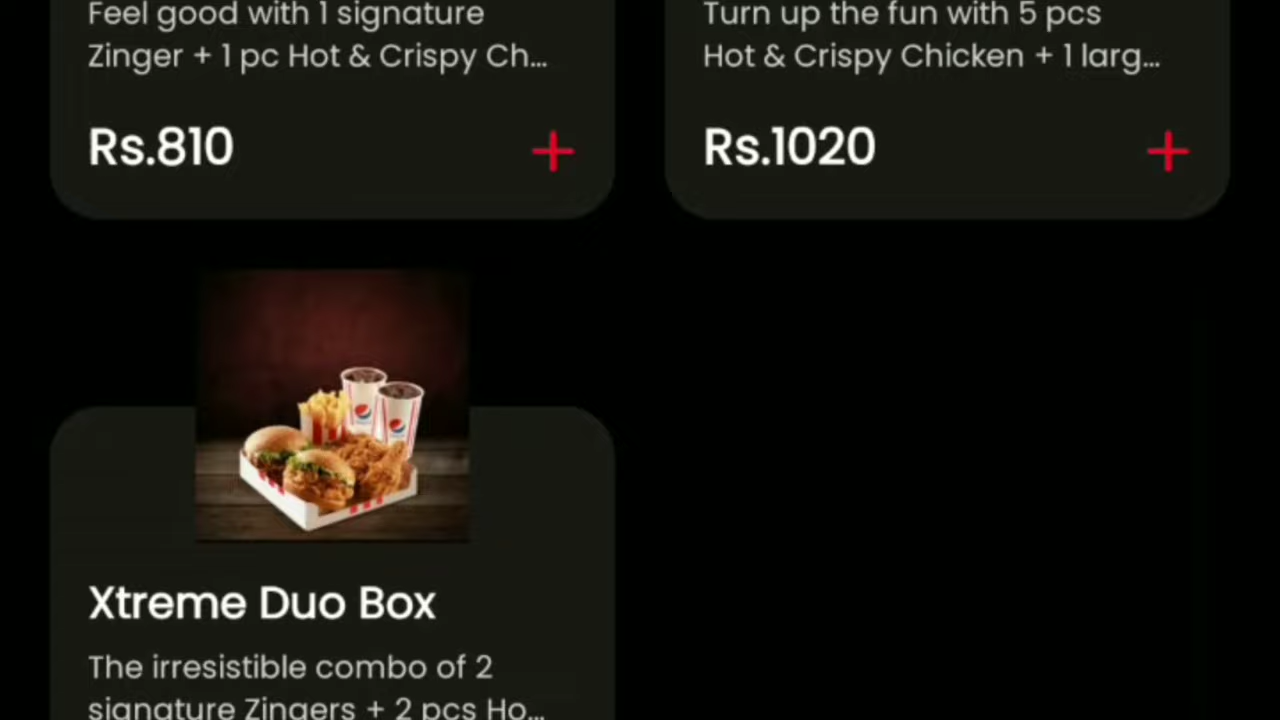 Feel good with 1 signature
Zinger + 1 pc Hot & Crispy Ch...
Rs.810
Turn up the fun with 5 pcs
Hot & Crispy Chicken + 1 larg...
Rs.1020
Xtreme Duo Box
The irresistible combo of 2
signature Zingers + 2 pcs Ho...